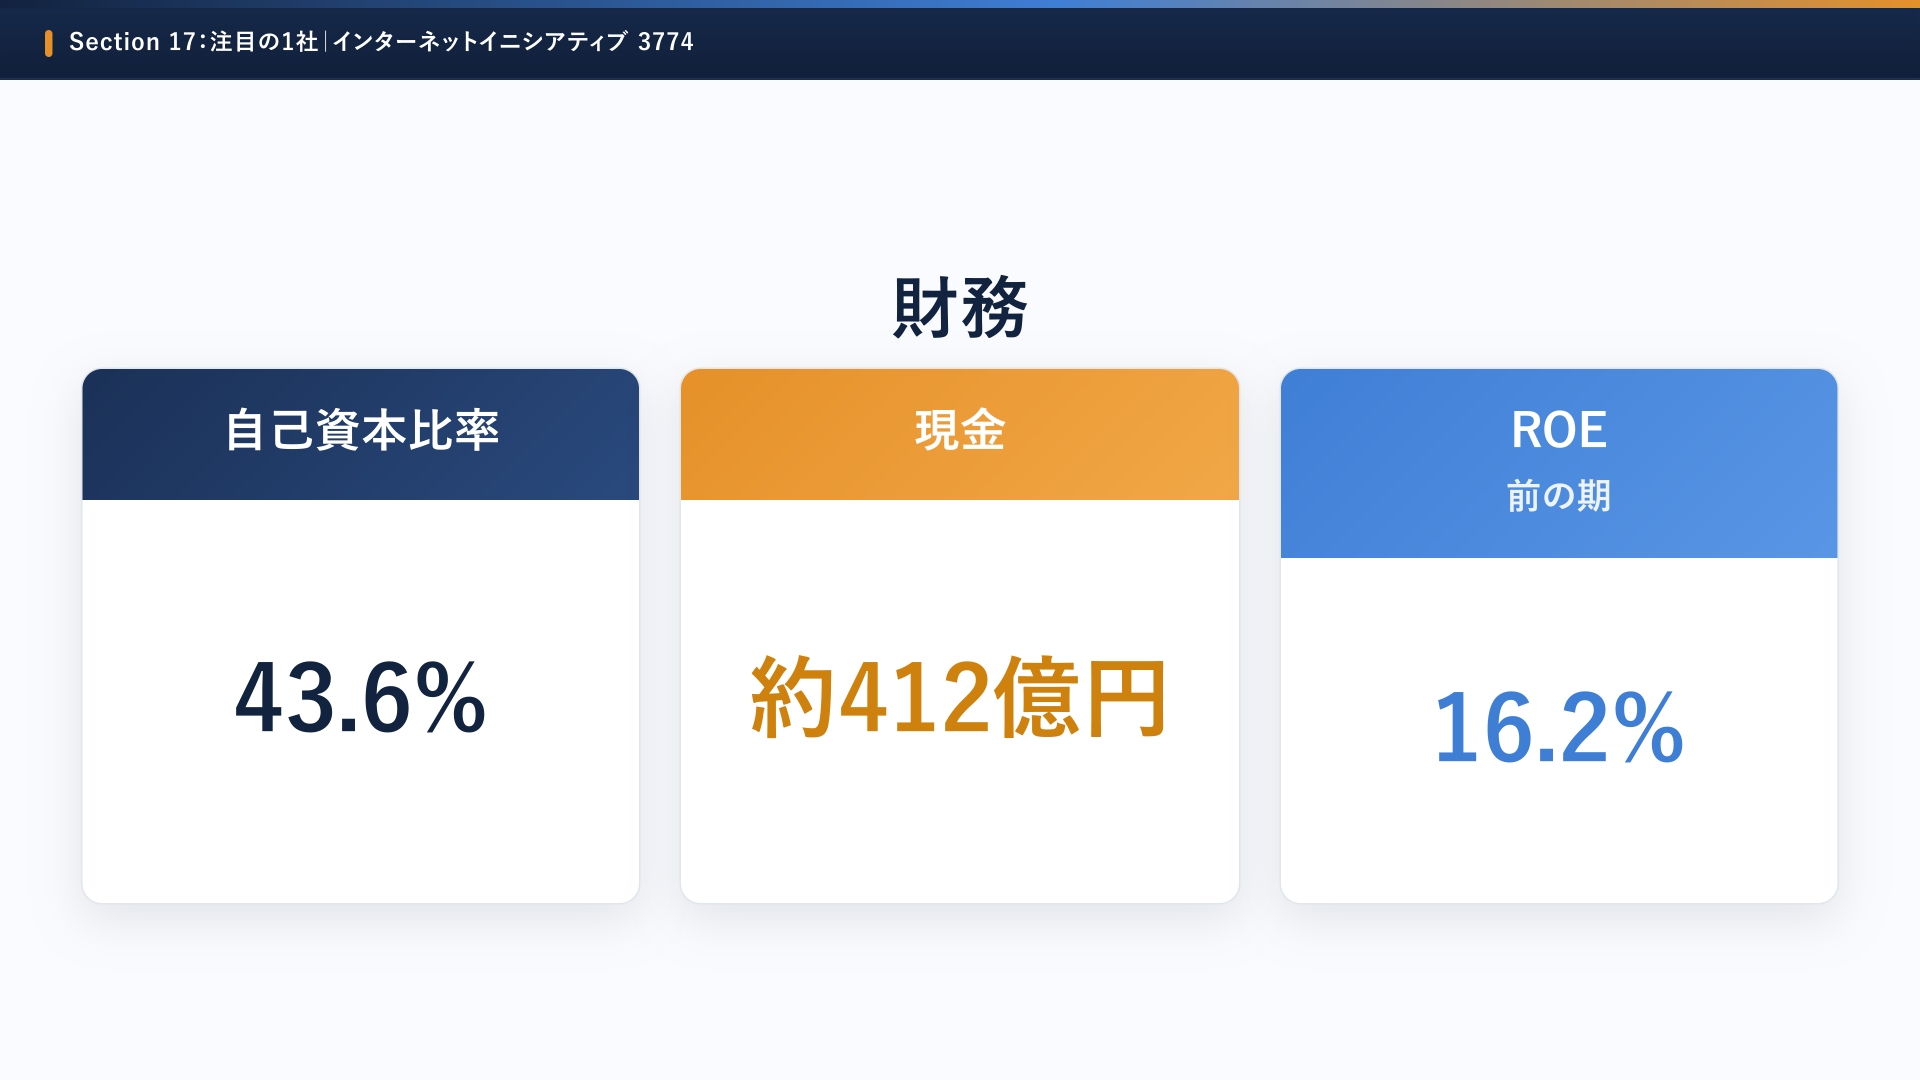 Section 17：注目の1社｜インターネットイニシアティブ 3774
財務
自己資本比率
43.6%
現金
約412億円
ROE
前の期
16.2%